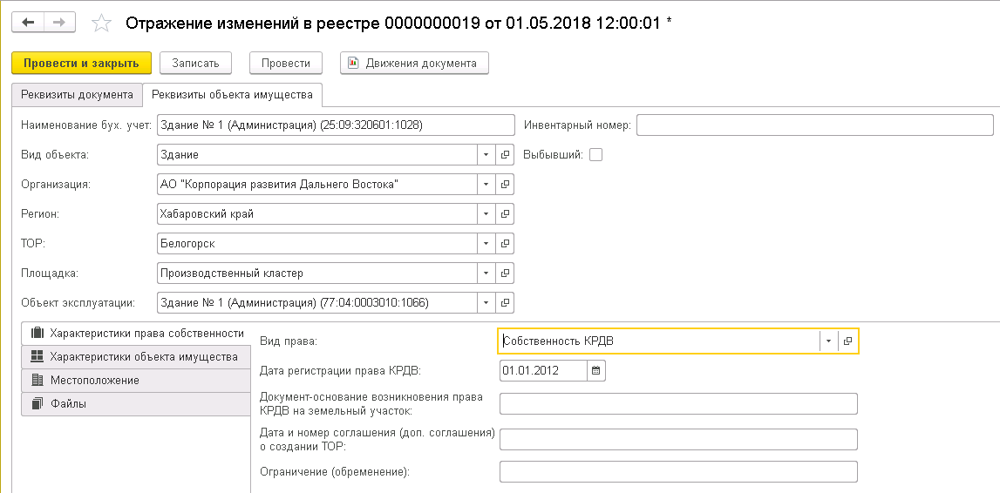 Отражение изменений в реестре 0000000019 от 01.05.2018 12:00:01 *
Провести и закрыть Записать Провести Движения документа
Реквизиты документа Реквизиты объекта имущества
Наименование бух. учет: Здание № 1 (Администрация) (25:09:320601:1028) Инвентарный номер:
Вид объекта: Здание Выбывший:
Организация: АО "Корпорация развития Дальнего Востока"
Регион: Хабаровский край
ТОР: Белогорск
Площадка: Производственный кластер
Объект эксплуатации: Здание № 1 (Администрация) (77:04:0003010:1066)
Характеристики права собственности
Характеристики объекта имущества
Местоположение
Файлы
Вид права: Собственность КРДВ
Дата регистрации права КРДВ: 01.01.2012
Документ-основание возникновения права
КРДВ на земельный участок:
Дата и номер соглашения (доп. соглашения)
о создании ТОР:
Ограничение (обременение):